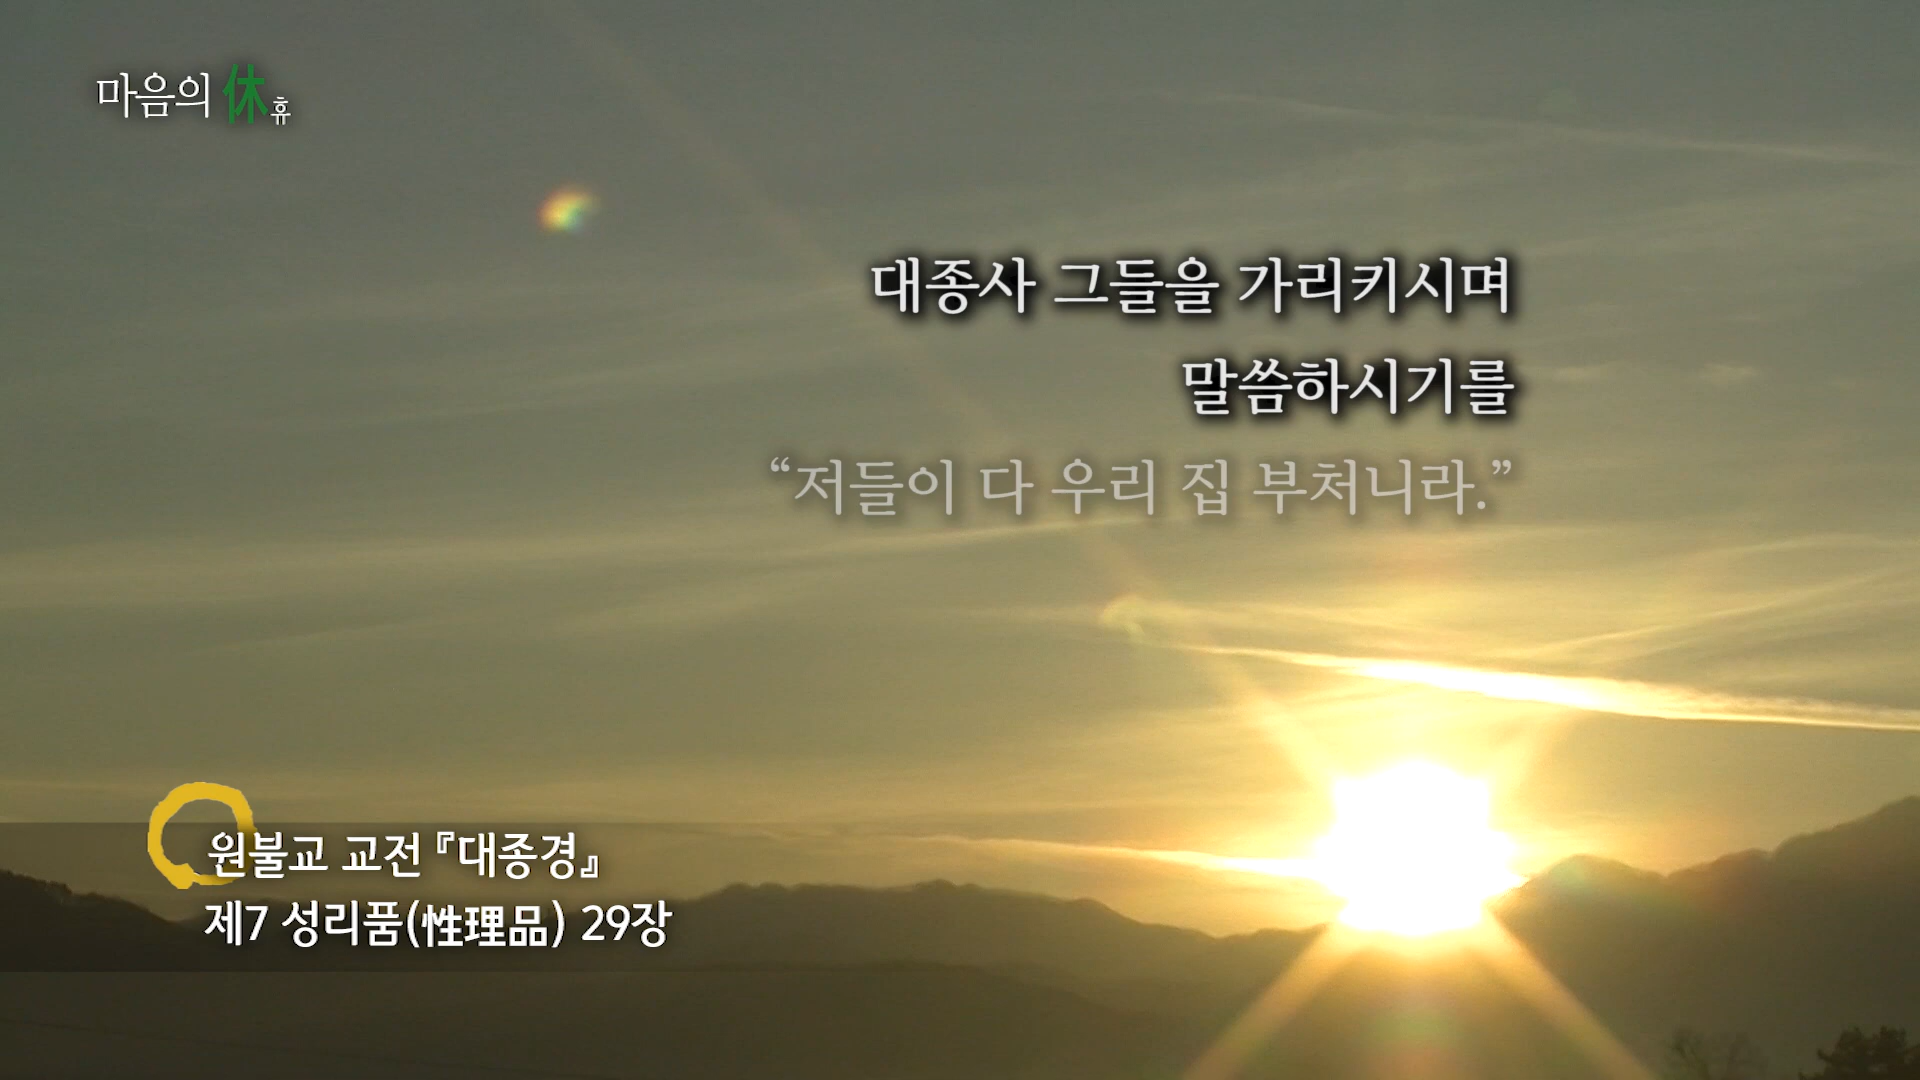 마음의 休휴
대종사 그들을 가리키시며
말씀하시기를
“저들이 다 우리 집 부처니라.”
원불교 교전 『대종경』
제7 성리품(性理品) 29장